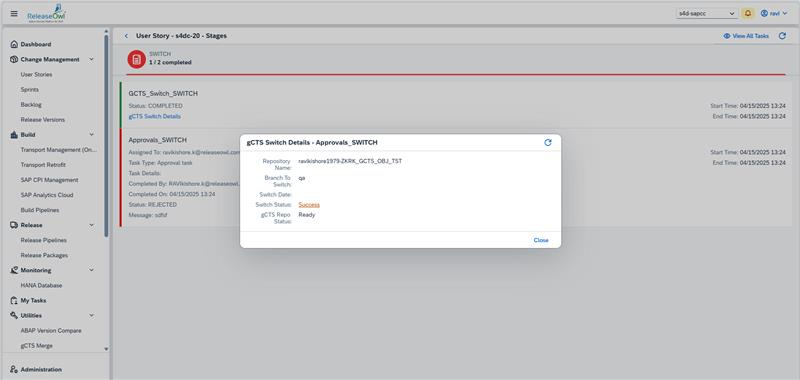 ReleaseOwl
s4d-sapcc
ravi
Dashboard
Change Management
User Stories
Sprints
Backlog
Release Versions
Build
Transport Management (On...
Transport Retrofit
SAP CPI Management
SAP Analytics Cloud
Build Pipelines
Release
Release Pipelines
Release Packages
Monitoring
HANA Database
My Tasks
Utilities
ABAP Version Compare
gCTS Merge
Administration
User Story - s4dc-20 - Stages
View All Tasks
SWITCH
1 / 2 completed
GCTS_Switch_SWITCH
Status: COMPLETED
gCTS Switch Details
Start Time: 04/15/2025 13:24
End Time: 04/15/2025 13:24
Approvals_SWITCH
Assigned To: ravikishore.k@releaseowl.com
Task Type: Approval task
Task Details:
Completed By: RAVIkishore.k@releaseowl.
Completed On: 04/15/2025 13:24
Status: REJECTED
Message: sdfsf
Start Time: 04/15/2025 13:24
End Time: 04/15/2025 13:24
gCTS Switch Details - Approvals_SWITCH
Repository Name: ravikishore1979-ZKRK_GCTS_OBJ_TST
Branch To Switch: qa
Switch Date:
Switch Status: Success
gCTS Repo Status: Ready
Close